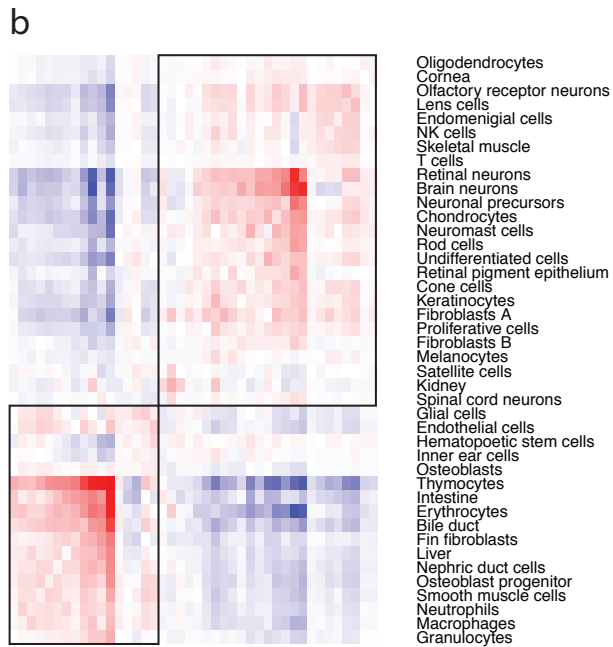 b
Oligodendrocytes
Cornea
Olfactory receptor neurons
Lens cells
Endomenigial cells
NK cells
Skeletal muscle
T cells
Retinal neurons
Brain neurons
Neuronal precursors
Chondrocytes
Neuromast cells
Rod cells
Undifferentiated cells
Retinal pigment epithelium
Cone cells
Keratinocytes
Fibroblasts A
Proliferative cells
Fibroblasts B
Melanocytes
Satellite cells
Kidney
Spinal cord neurons
Glial cells
Endothelial cells
Hematopoetic stem cells
Inner ear cells
Osteoblasts
Thymocytes
Intestine
Erythrocytes
Bile duct
Fin fibroblasts
Liver
Nephric duct cells
Osteoblast progenitor
Smooth muscle cells
Neutrophils
Macrophages
Granulocytes